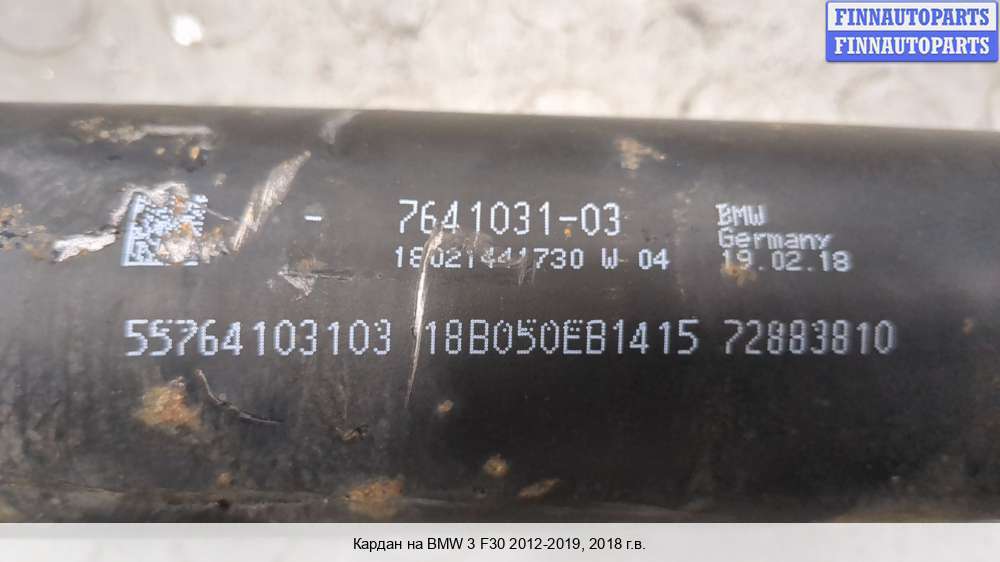 FINNAUTOPARTS
FINNAUTOPARTS
- 7641031-03
BMW
Germany
18021441730 W 04
19.02.18
55764103103 18B050EB1415 72883810
Кардан на BMW 3 F30 2012-2019, 2018 г.в.